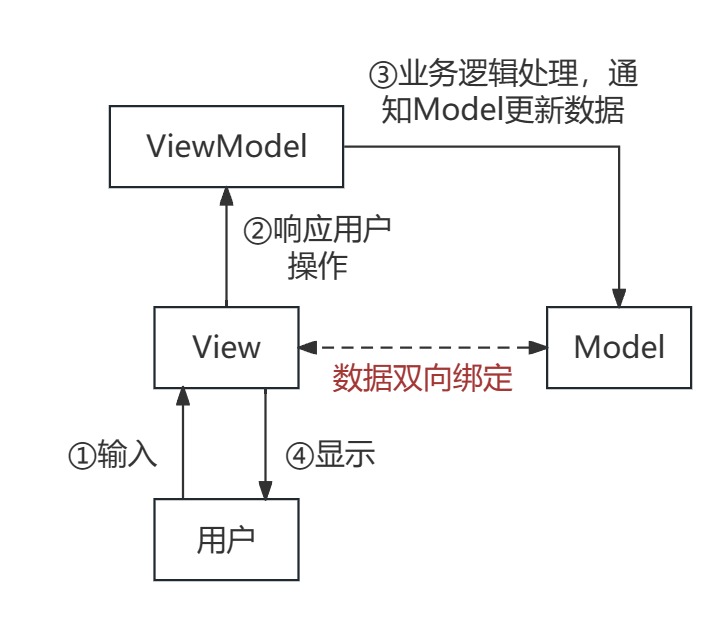 ③业务逻辑处理，通
知Model更新数据
ViewModel
②响应用户
操作
View
Model
数据双向绑定
①输入
④显示
用户